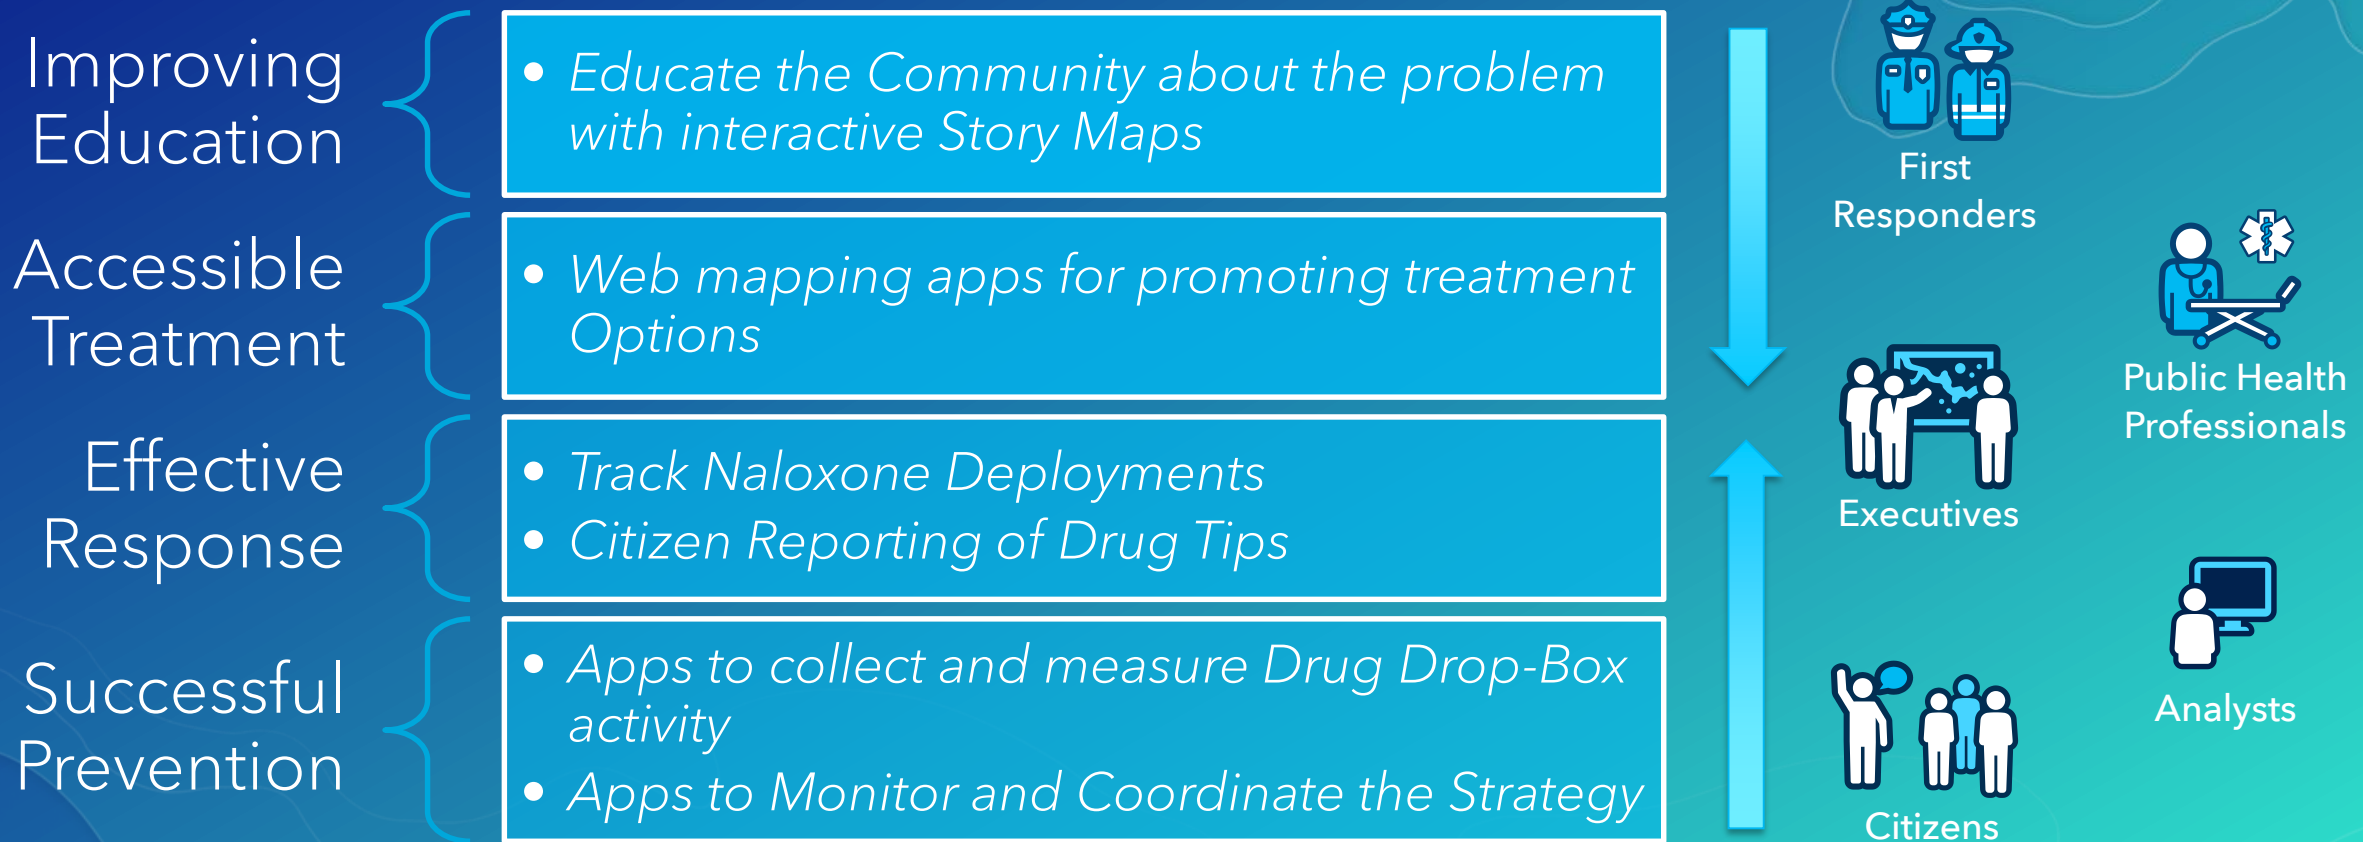 Improving
Education
• Educate the Community about the problem
with interactive Story Maps
Accessible
Treatment
• Web mapping apps for promoting treatment
Options
Effective
Response
• Track Naloxone Deployments
• Citizen Reporting of Drug Tips
Successful
Prevention
• Apps to collect and measure Drug Drop-Box
activity
• Apps to Monitor and Coordinate the Strategy
First
Responders
Public Health
Professionals
Executives
Analysts
Citizens